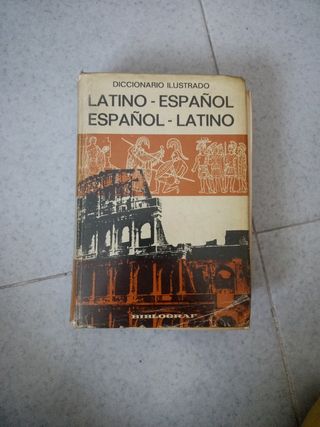 DICCIONARIO ILUSTRADO
LATINO - ESPAÑOL
ESPAÑOL - LATINO
BIBLOGRAF